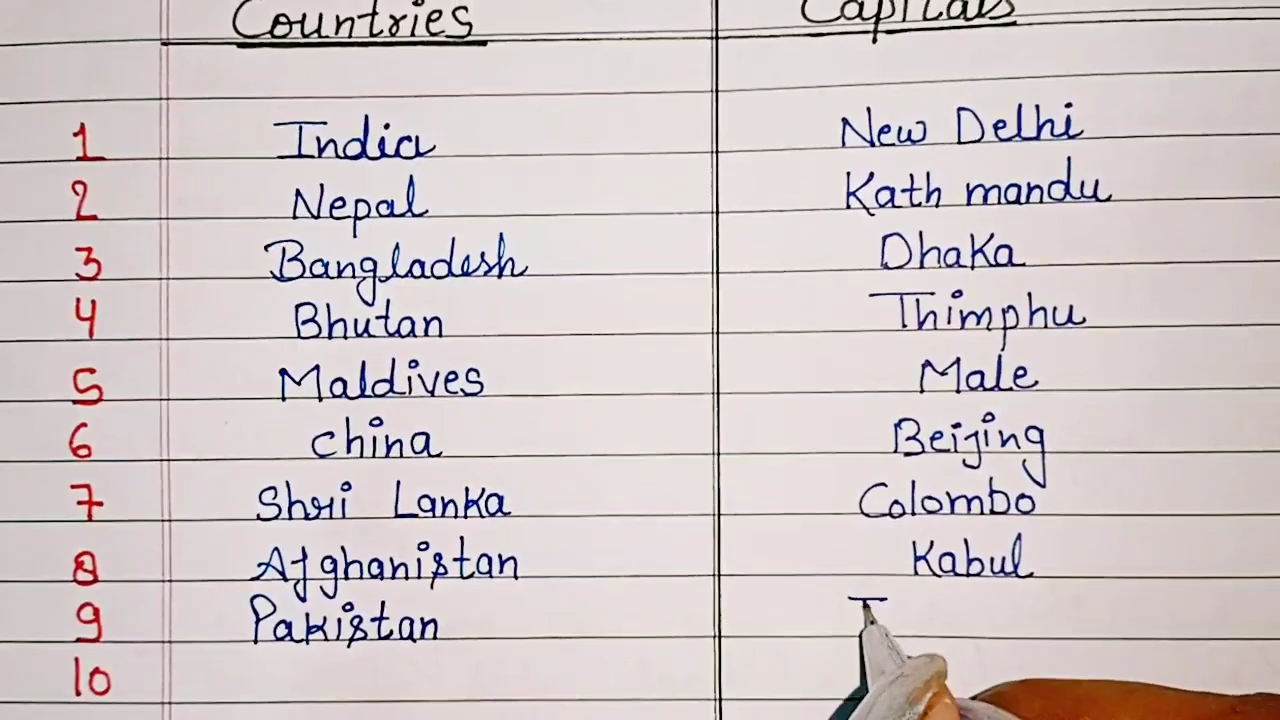 Countries Capitals
1 India New Delhi
2 Nepal Kath mandu
3 Bangladesh Dhaka
4 Bhutan Thimphu
5 Maldives Male
6 china Beijing
7 Shri Lanka Colombo
8 Afghanistan Kabul
9 Pakistan
10